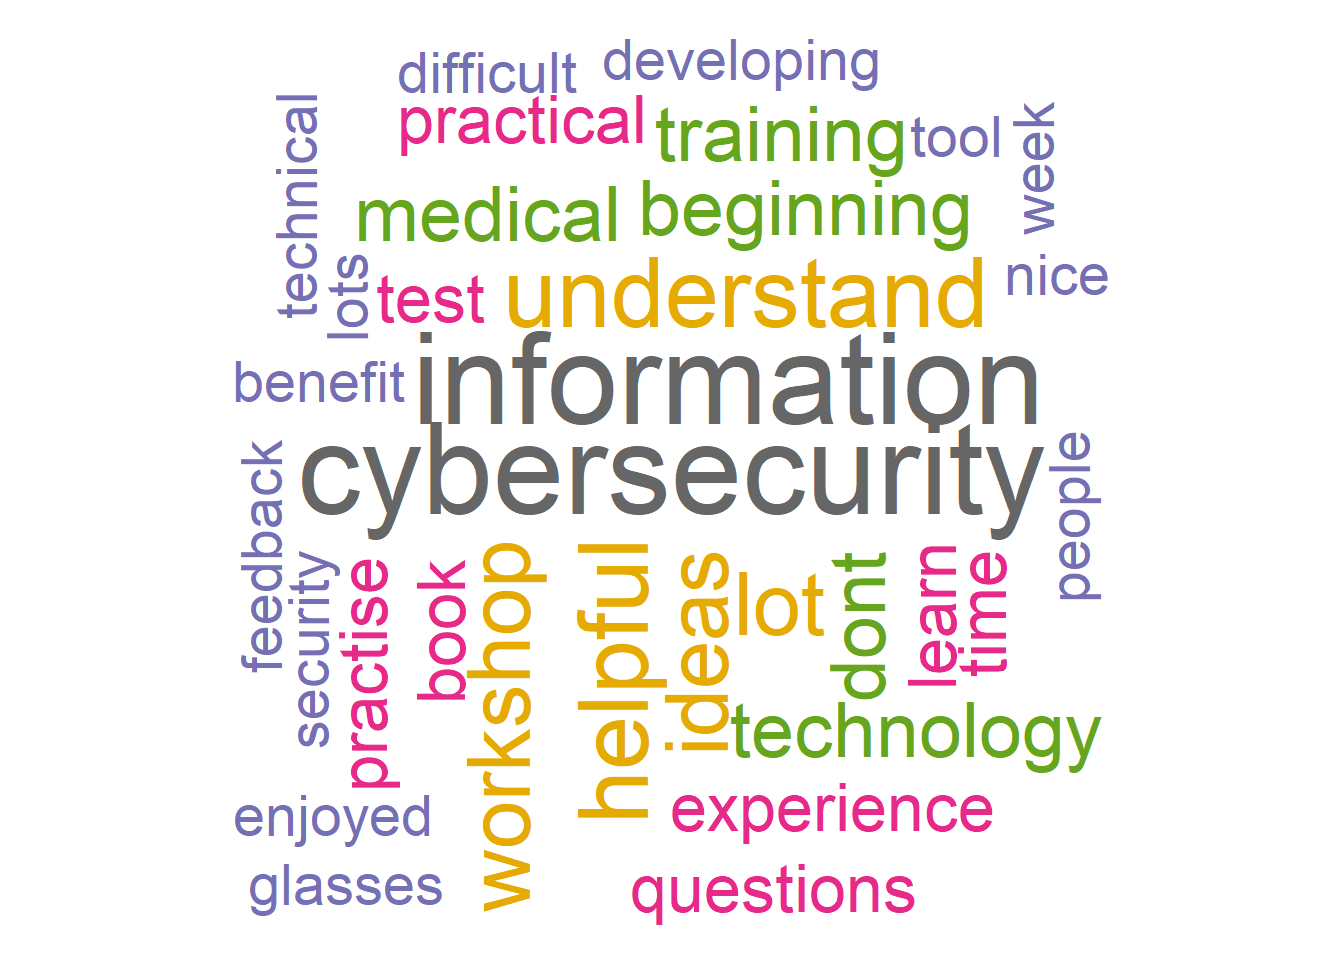 difficult
developing
practical
training
tool
week
technical
medical
beginning
lots
test
understand
nice
benefit
information
cybersecurity
people
feedback
security
practise
book
workshop
helpful
ideas
lot
dont
learn
time
technology
enjoyed
experience
glasses
questions